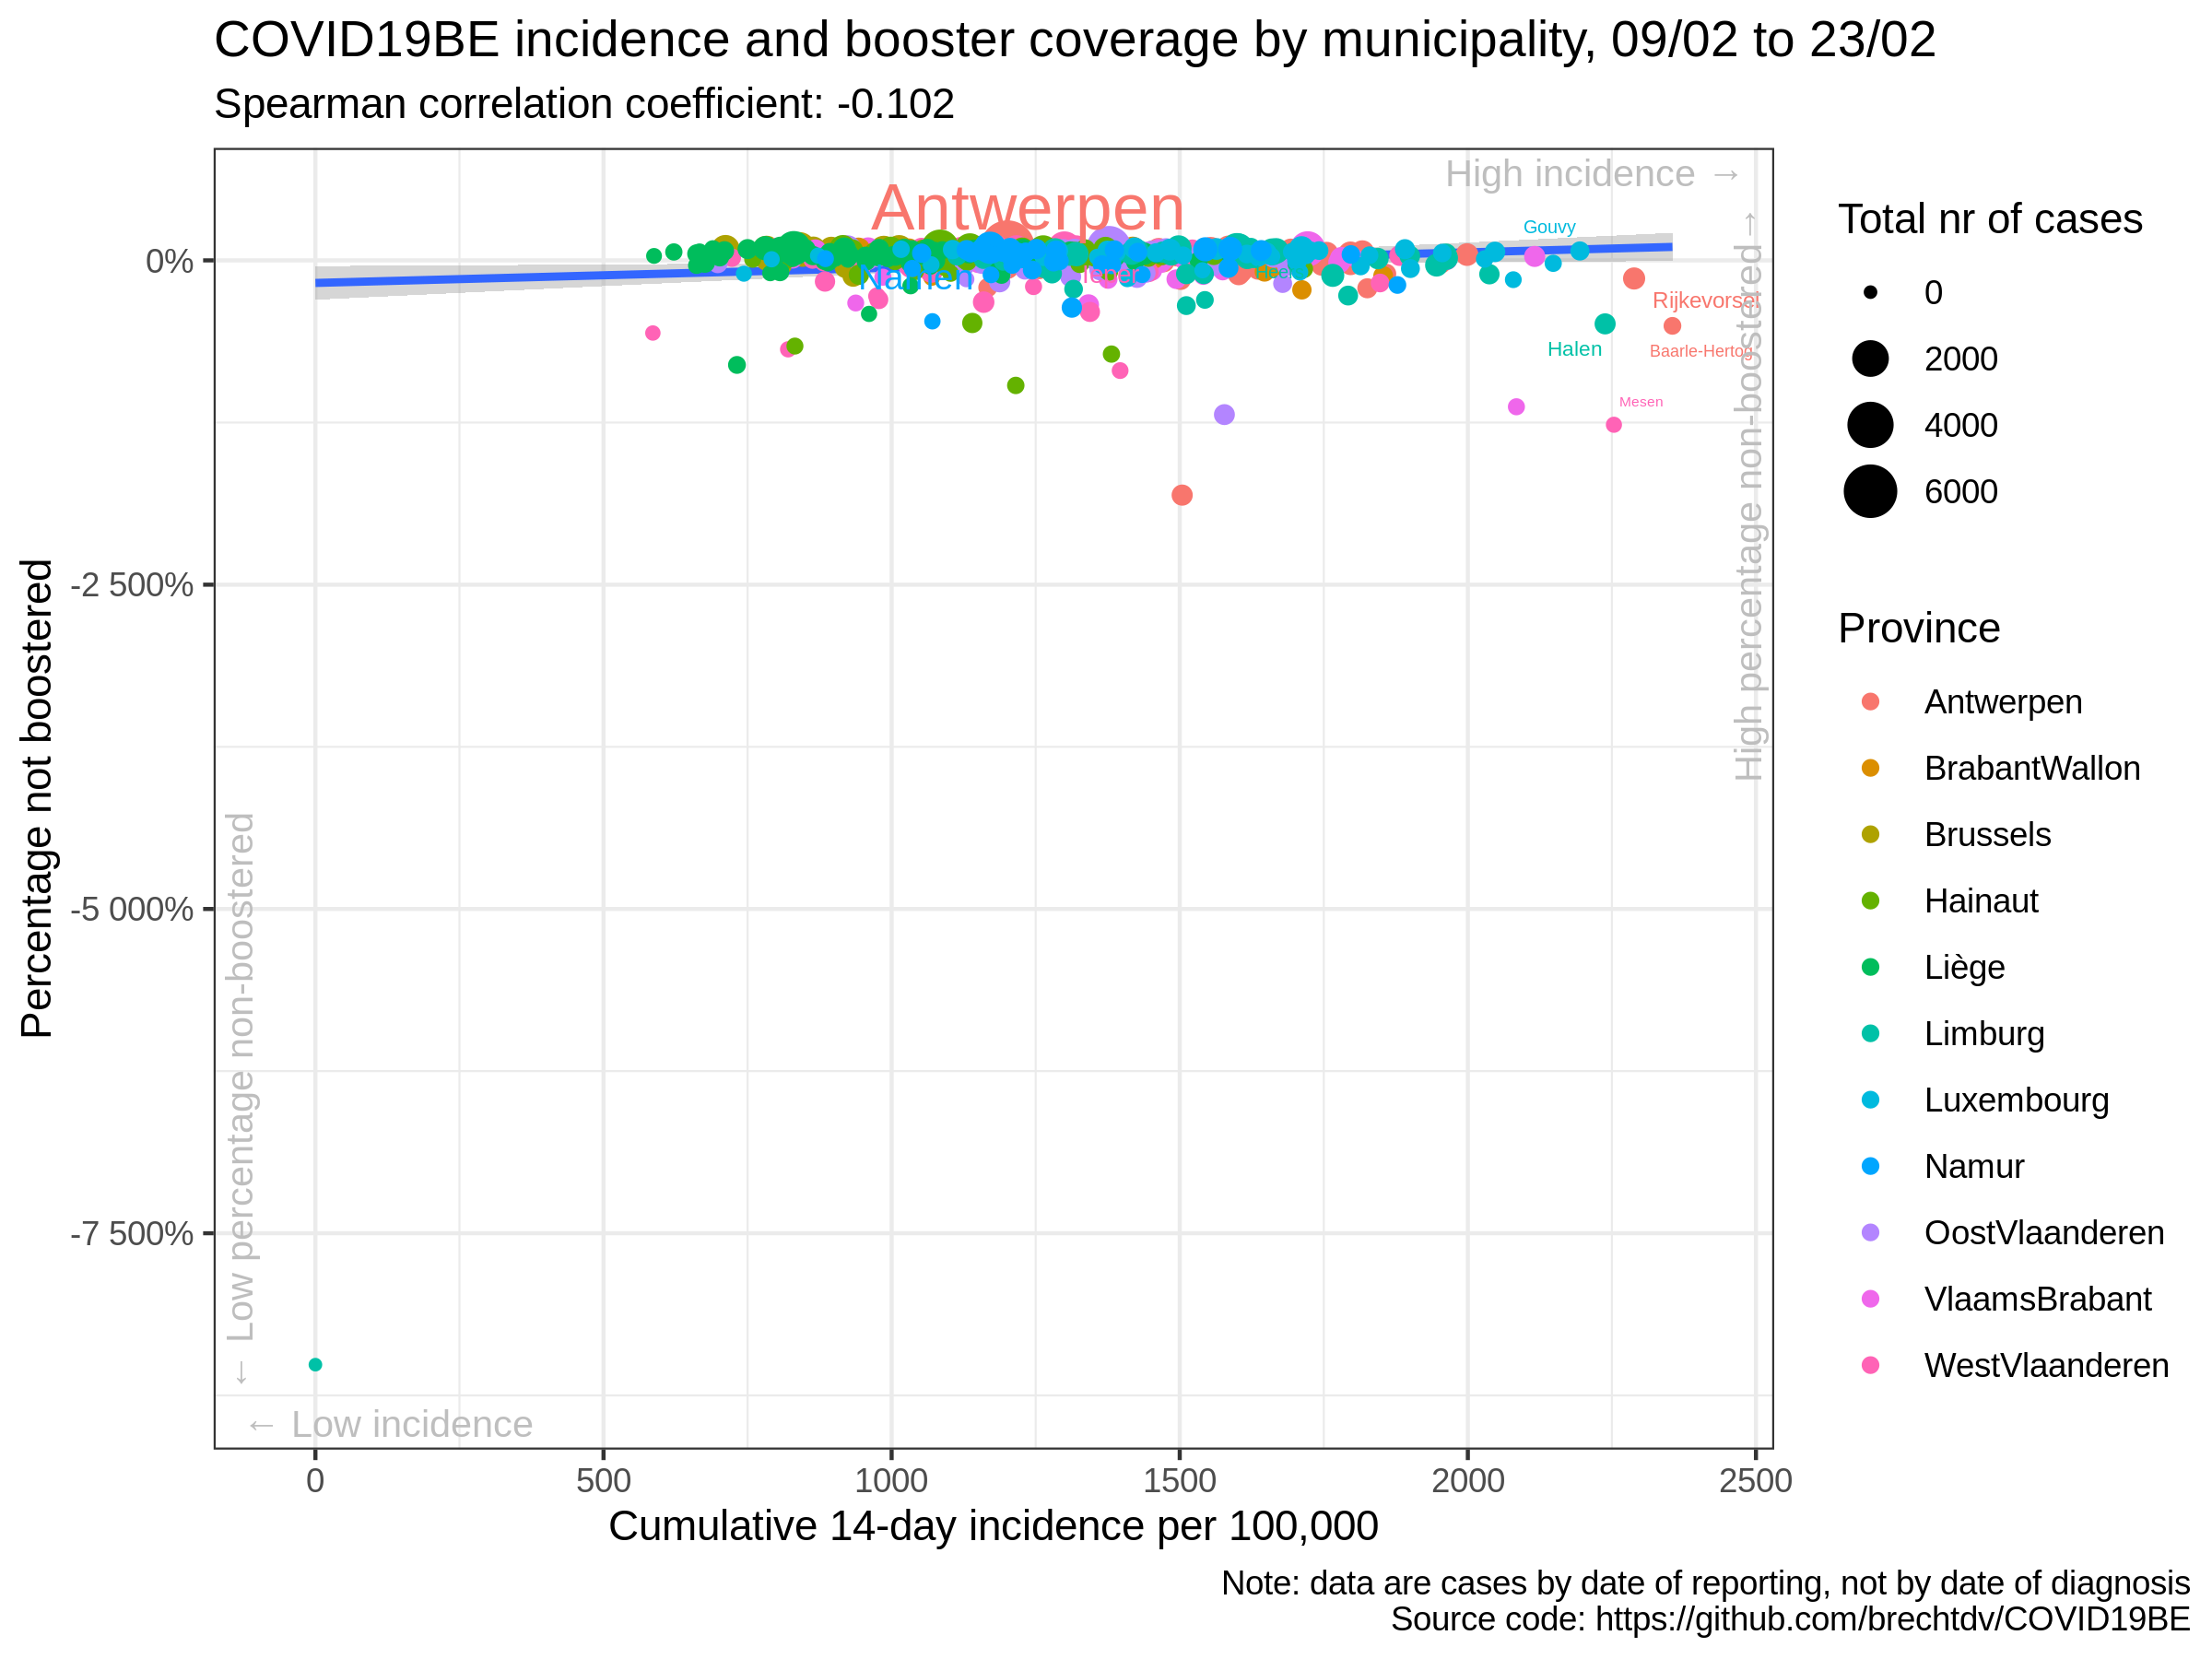 COVID19BE incidence and booster coverage by municipality, 09/02 to 23/02
Spearman correlation coefficient: -0.102
High incidence →
High percentage non-boostered →
Antwerpen
Namen
Ieper
Gouvy
Rijkevorsel
Halen
Baarle-Hertog
Mesen
← Low percentage non-boostered
← Low incidence
Percentage not boostered
0%
-2 500%
-5 000%
-7 500%
0
500
1000
1500
2000
2500
Cumulative 14-day incidence per 100,000
Total nr of cases
0
2000
4000
6000
Province
Antwerpen
BrabantWallon
Brussels
Hainaut
Liège
Limburg
Luxembourg
Namur
OostVlaanderen
VlaamsBrabant
WestVlaanderen
Note: data are cases by date of reporting, not by date of diagnosis
Source code: https://github.com/brechtdv/COVID19BE